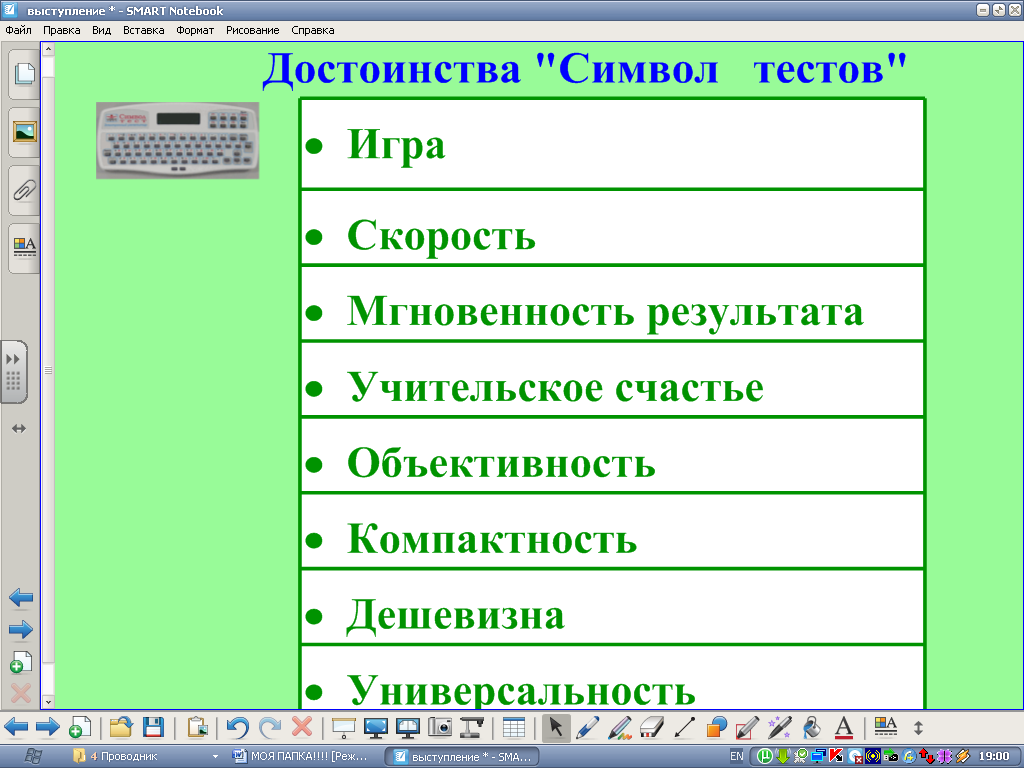 выступление * - SMART Notebook
Файл Правка Вид Вставка Формат Рисование Справка
Достоинства "Символ тестов"
• Игра
• Скорость
• Мгновенность результата
• Учительское счастье
• Объективность
• Компактность
• Дешевизна
• Универсальность
4 Проводник
МОЯ ПАПКА!!!! [Реж...
выступление * - SMA...
EN
19:00